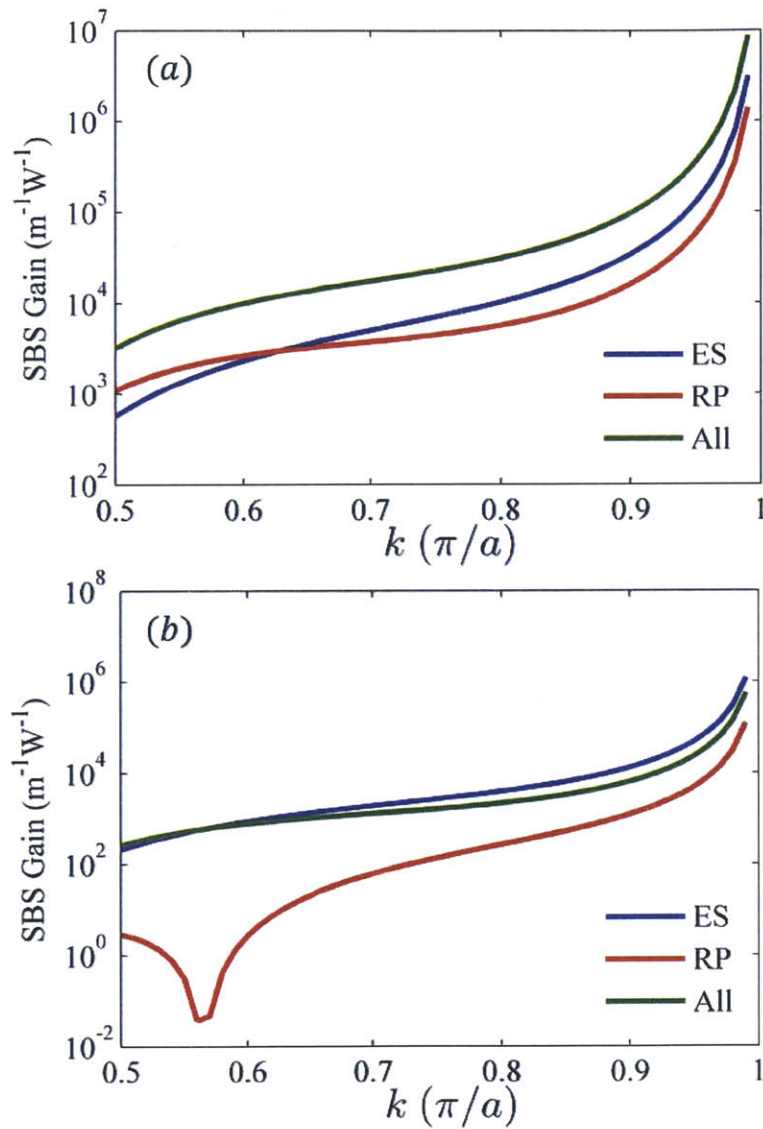 (a)
10^7
10^6
10^5
10^4
10^3
10^2
SBS Gain (m^-1W^-1)
ES
RP
All
0.5 0.6 0.7 0.8 0.9 1
k (π/a)
(b)
10^8
10^6
10^4
10^2
10^0
10^-2
SBS Gain (m^-1W^-1)
ES
RP
All
0.5 0.6 0.7 0.8 0.9 1
k (π/a)